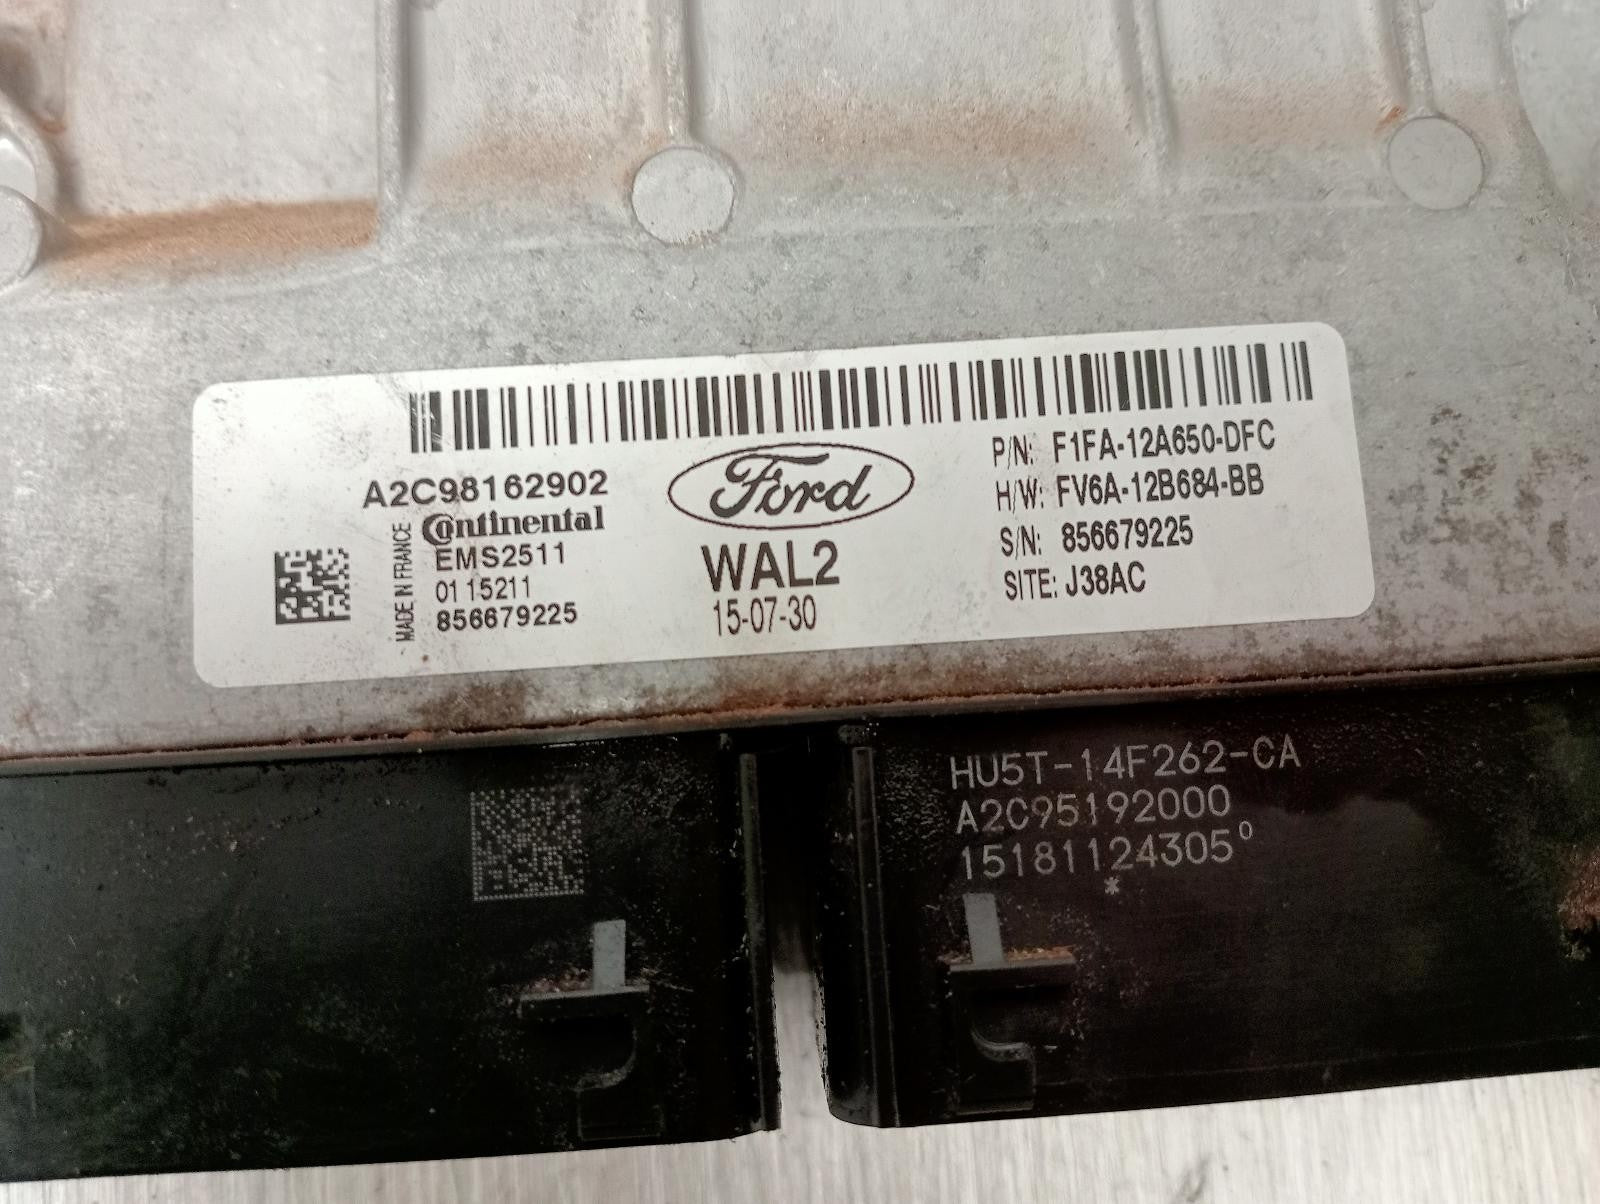 A2C98162902
Continental
EMS2511
01 15211
856679225
MADE IN FRANCE
Ford
WAL2
15-07-30
P/N: F1FA-12A650-DFC
H/W: FV6A-12B684-BB
S/N: 856679225
SITE: J38AC
HU5T-14F262-CA
A2C95192000
15181124305⁰
*